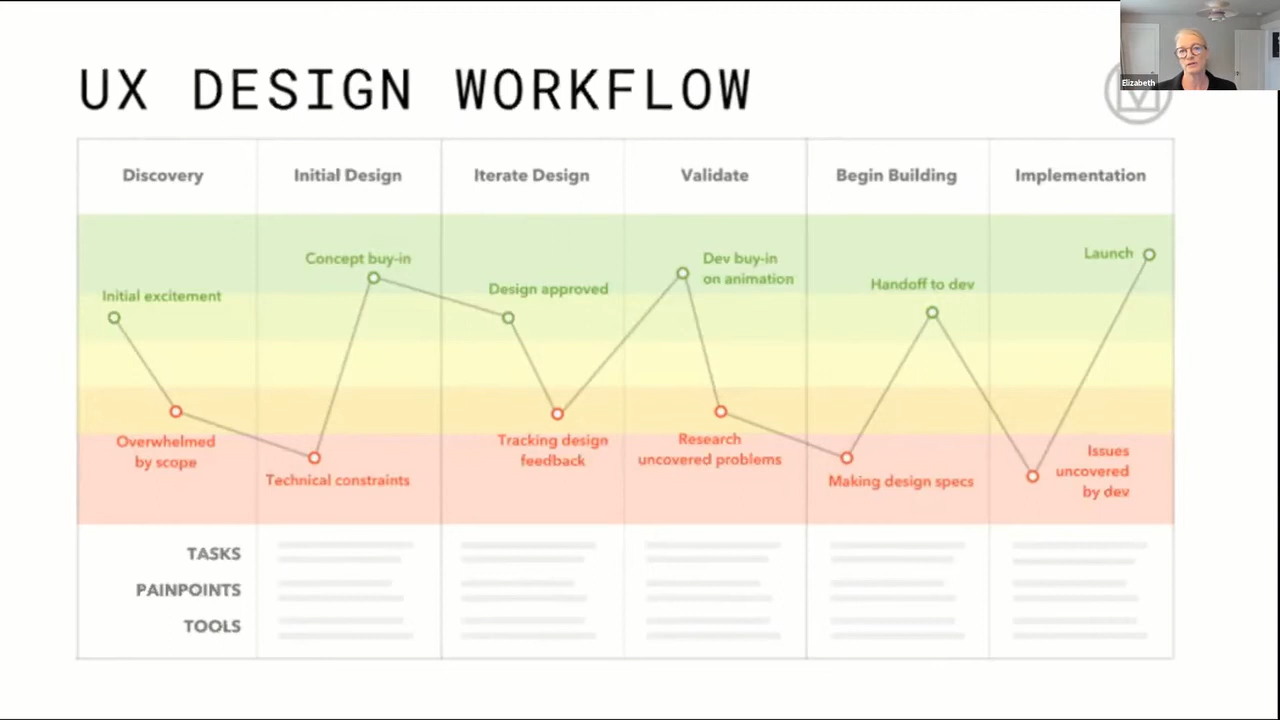 UX DESIGN WORKFLOW
Elizabeth
Discovery
Initial Design
Iterate Design
Validate
Begin Building
Implementation
Initial excitement
Overwhelmed
by scope
Concept buy-in
Technical constraints
Design approved
Tracking design
feedback
Dev buy-in
on animation
Research
uncovered problems
Handoff to dev
Making design specs
Launch
Issues
uncovered
by dev
TASKS
PAINPOINTS
TOOLS